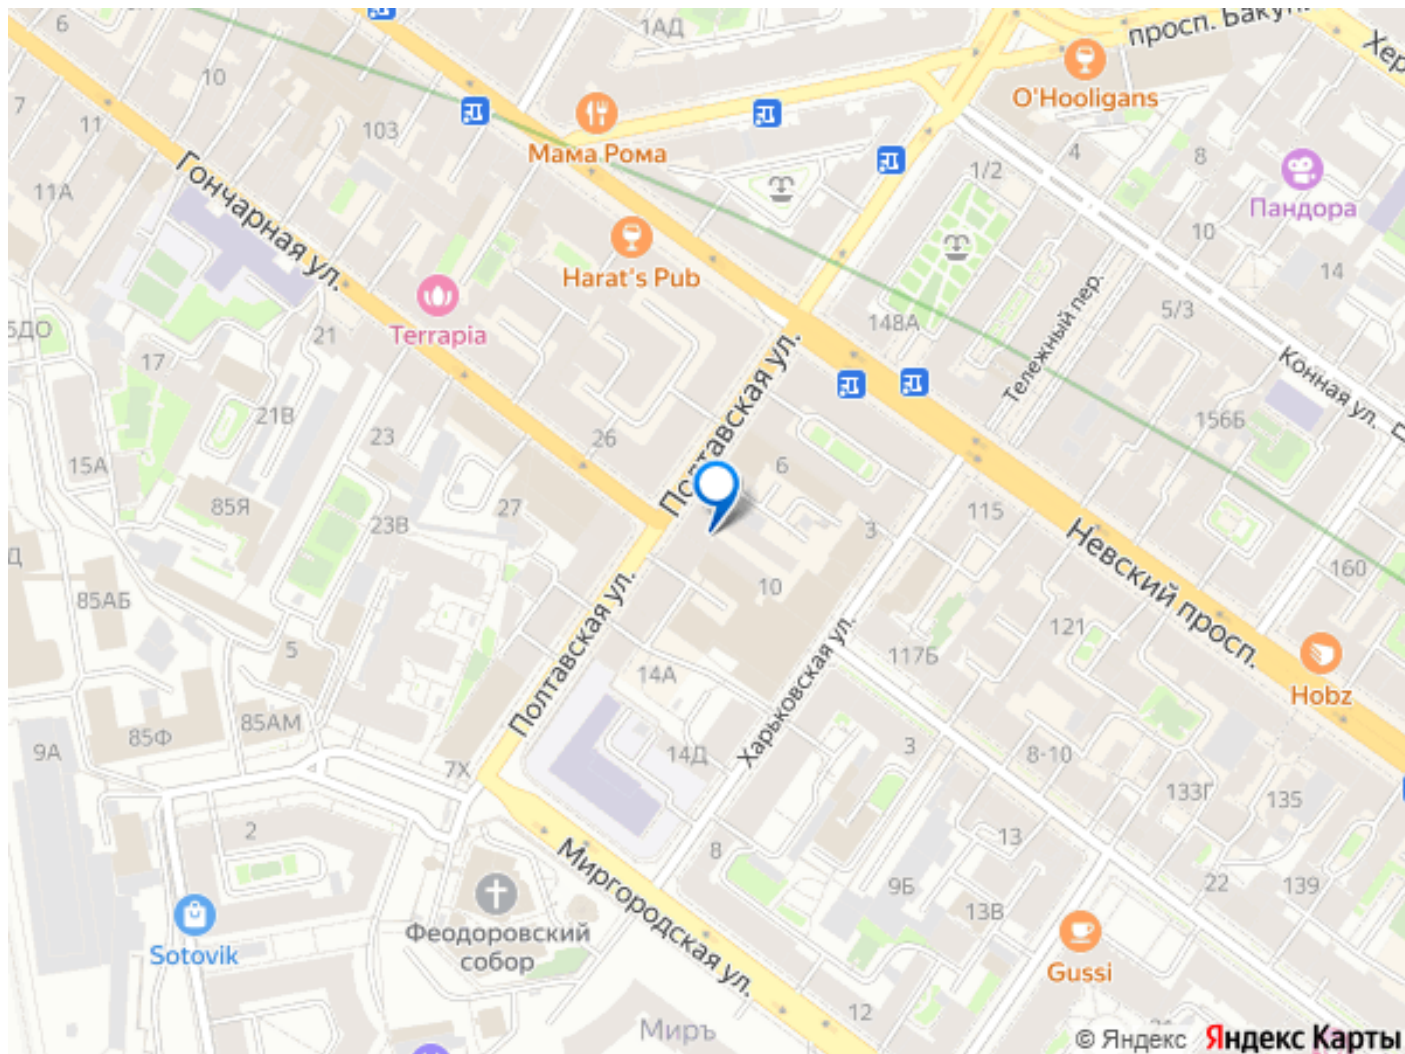 6
1АД
просп. Бакун
Хер
10
O'Hooligans
7
11
103
Мама Рома
4
8
1/2
Пандора
11А
Гончарная ул.
Harat's Pub
10
14
Terrapia
148А
5/3
Тележный пер.
5ДО
21
17
Полтавская ул.
Конная ул.
21В
156Б
23
26
6
15А
85Я
27
115
23В
3
Невский просп.
160
Д
10
85АБ
Полтавская ул.
121
5
Харьковская ул.
117Б
14А
Hobz
85АМ
85Ф
9А
14Д
3
8-10
7Х
133Г
135
2
8
13
Миргородская ул.
9Б
22
139
13В
Феодоровский
собор
Sotovik
Gussi
12
Миръ
© Яндекс Яндекс Карты